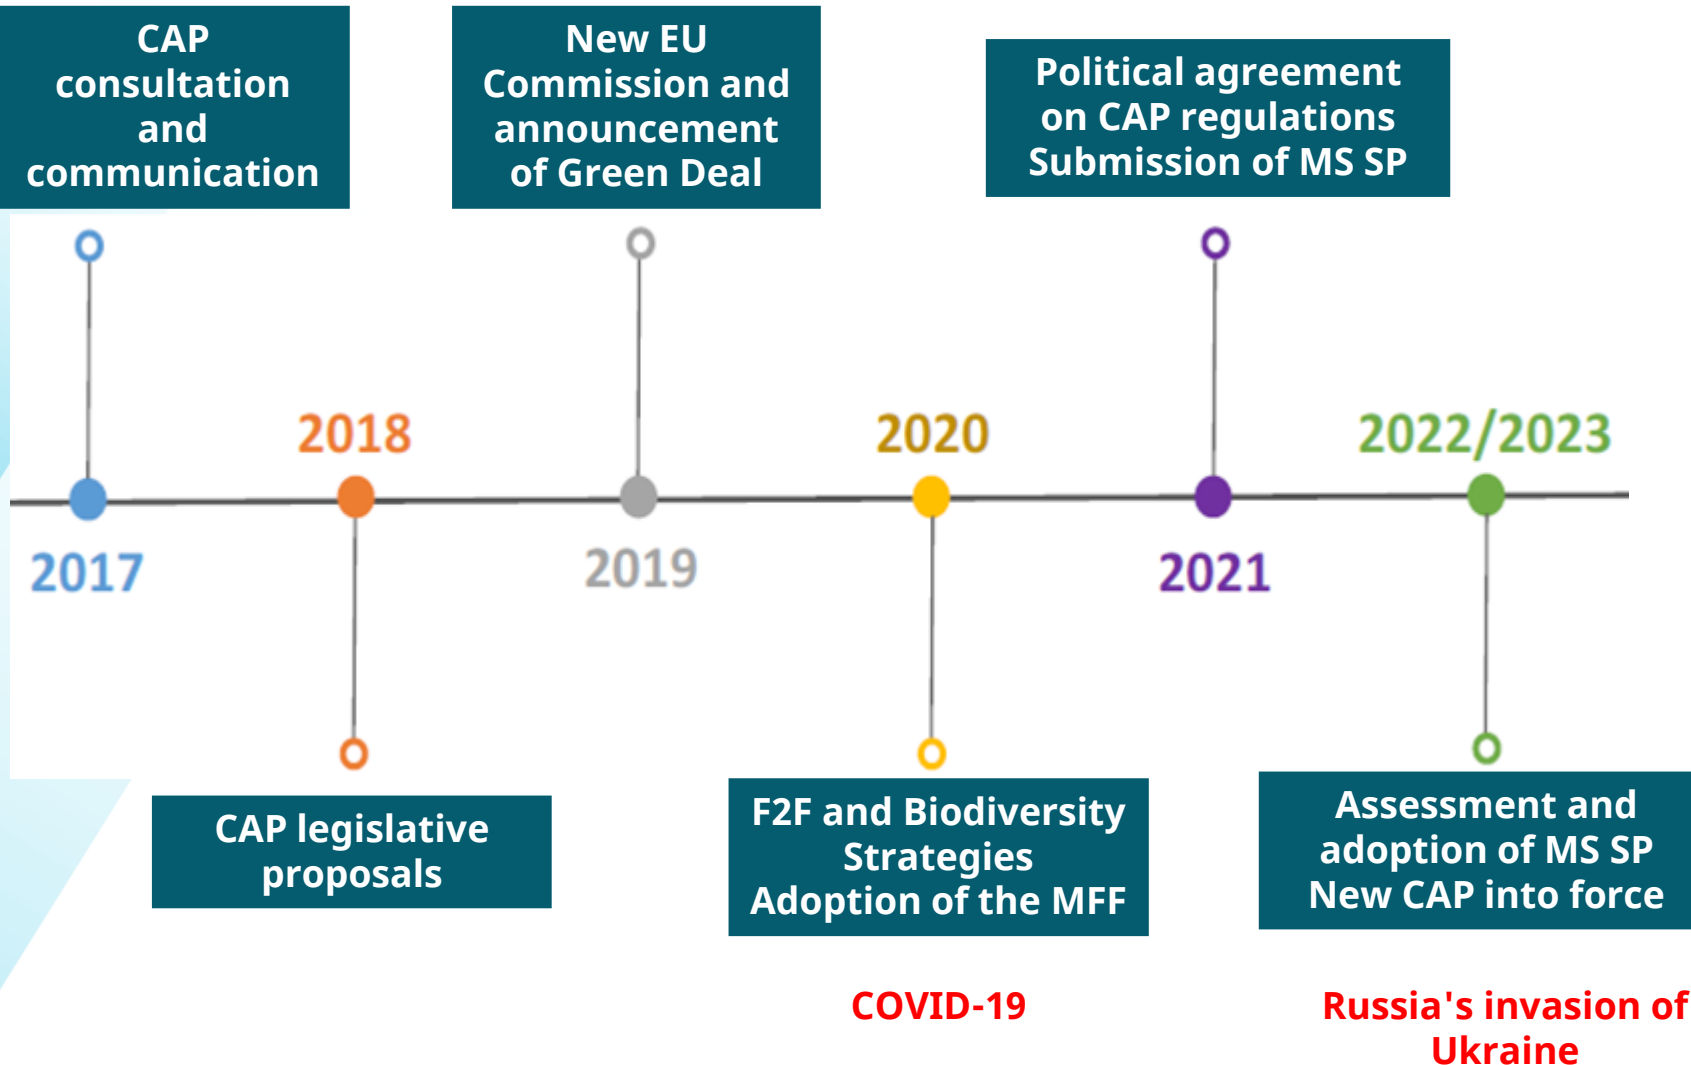 CAP
consultation
and
communication
New EU
Commission and
announcement
of Green Deal
Political agreement
on CAP regulations
Submission of MS SP
2018
2020
2022/2023
2017
2019
2021
CAP legislative
proposals
F2F and Biodiversity
Strategies
Adoption of the MFF
Assessment and
adoption of MS SP
New CAP into force
COVID-19
Russia's invasion of
Ukraine